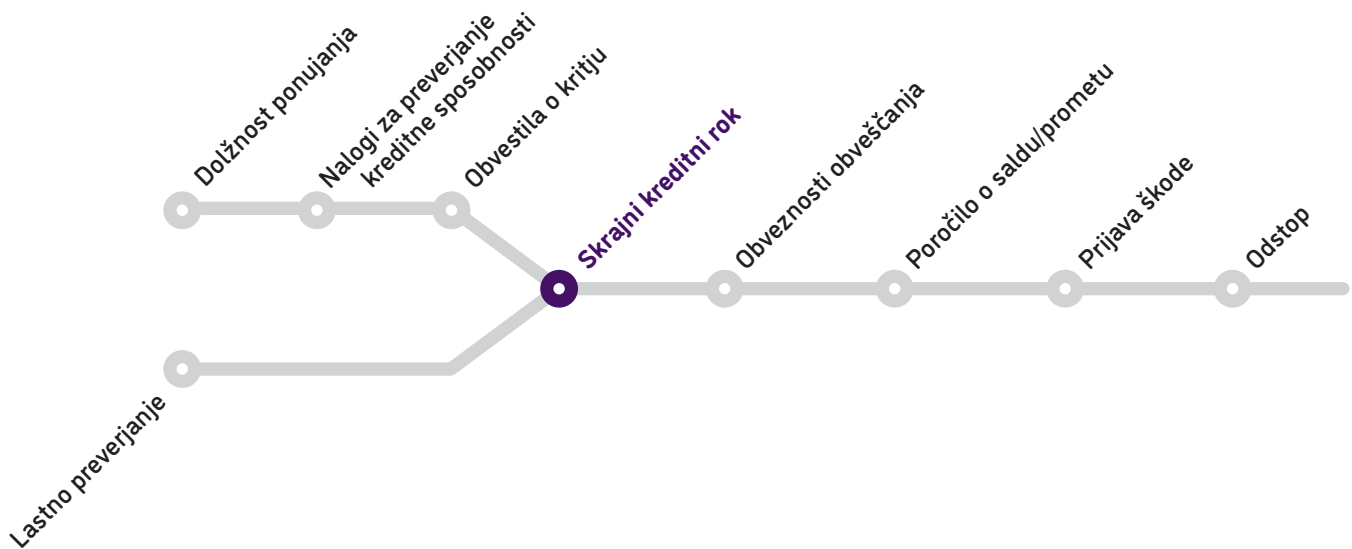 Dolžnost ponujanja
Nalogi za preverjanje
kreditne sposobnosti
Obvestila o kritju
Skrajni kreditni rok
Obveznosti obveščanja
Poročilo o saldu/prometu
Prijava škode
Odstop
Lastno preverjanje